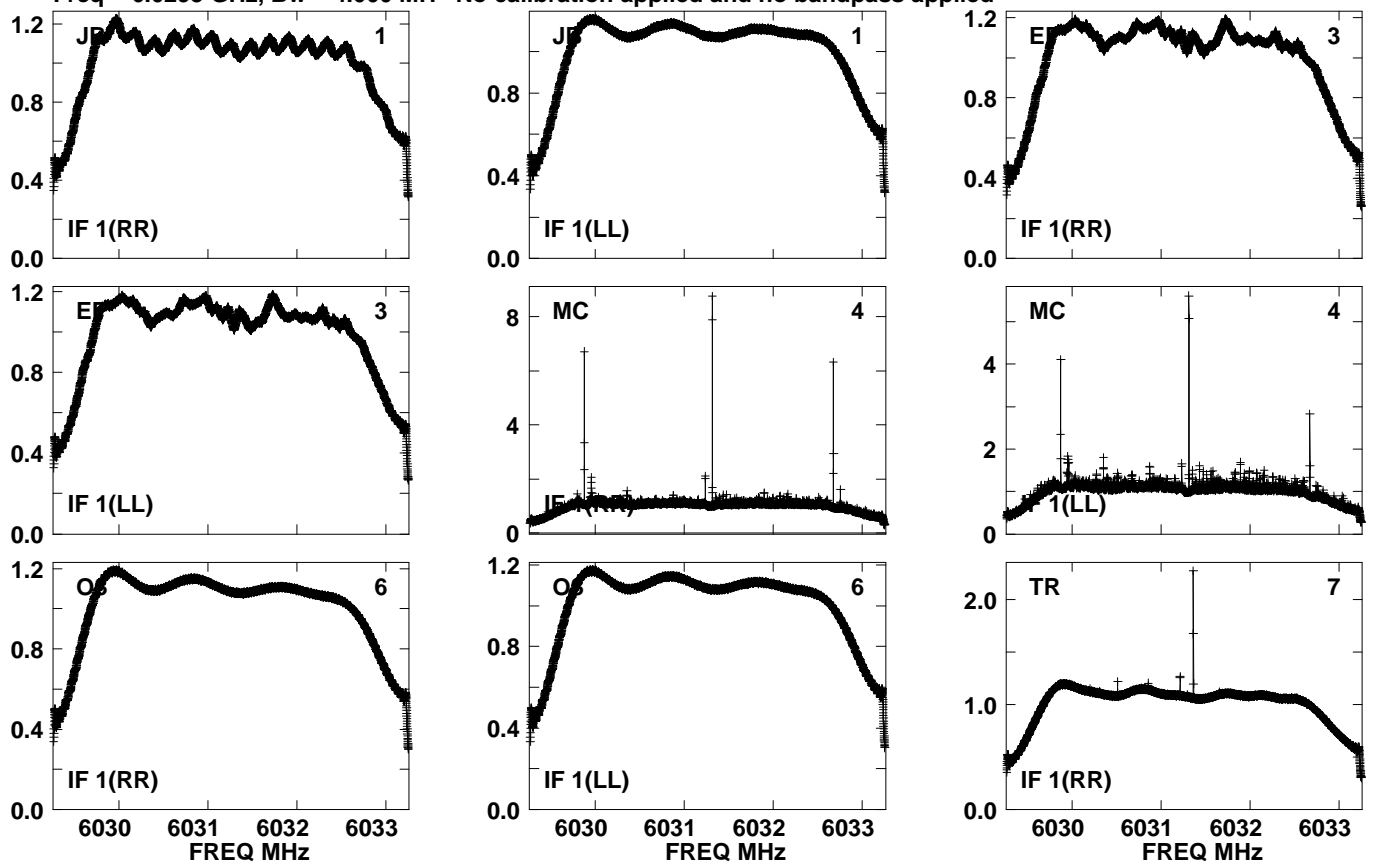 No calibration applied and no bandpass applied
1.2 0.8 0.4 0.0
1
IF 1(RR)
1.0 0.4
1
IF 1(LL)
1.2 0.8 0.4 0.0
3
IF 1(RR)
1.2 0.8 0.4 0.0
3
IF 1(LL)
8 4 0
MC 4
4 2 0
MC 4
1(LL)
1.2 0.8 0.4 0.0
6
IF 1(RR)
6030 6031 6032 6033
FREQ MHz
1.2 0.8 0.4 0.0
6
IF 1(LL)
6030 6031 6032 6033
FREQ MHz
2.0 1.0 0.0
TR 7
IF 1(RR)
6030 6031 6032 6033
FREQ MHz